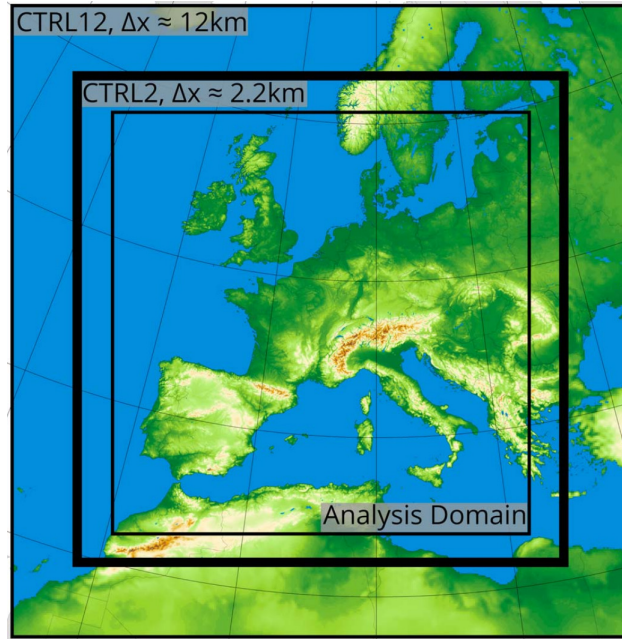 CTRL12, Δx ≈ 12km
CTRL2, Δx ≈ 2.2km
Analysis Domain